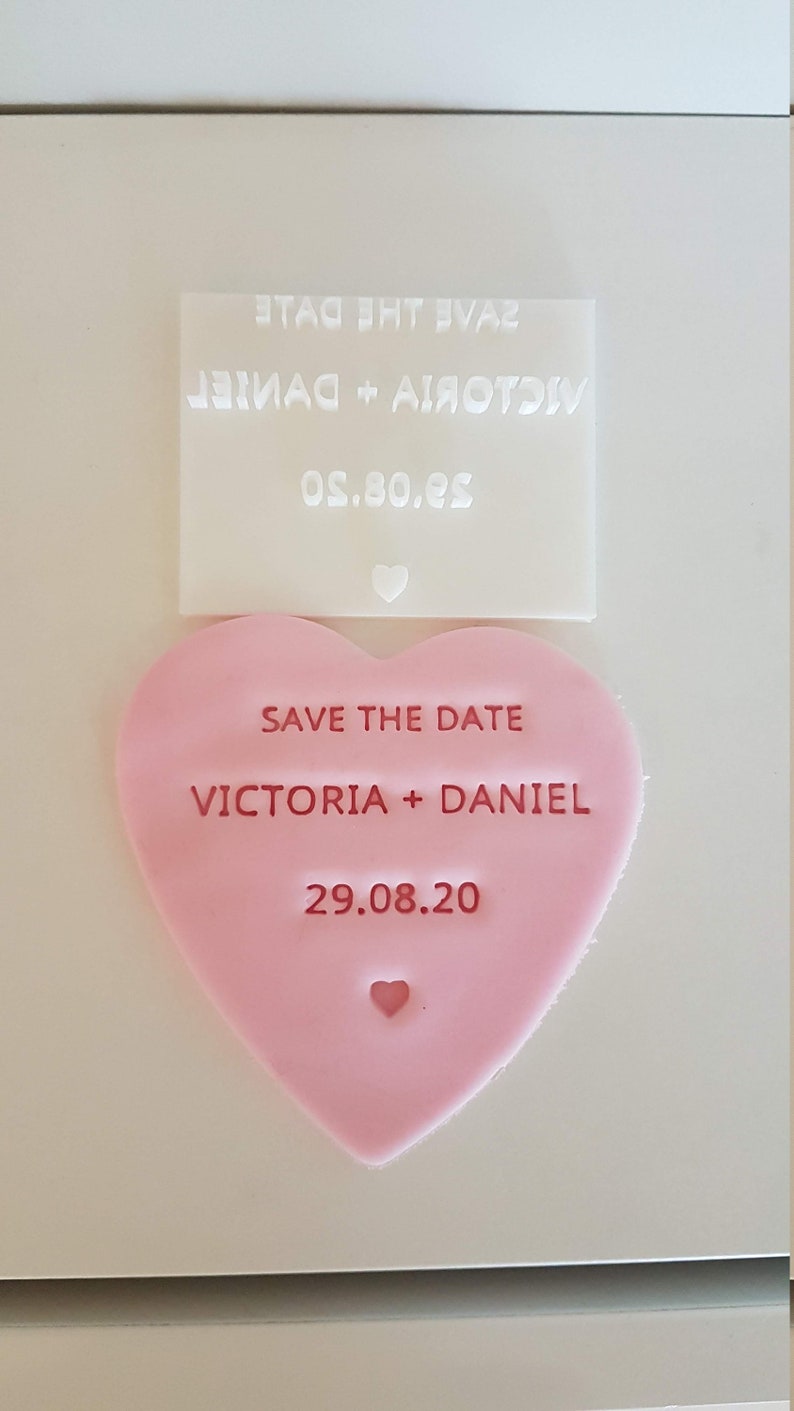 SAVE THE DATE
VICTORIA + DANIEL
29.08.20
SAVE THE DATE
VICTORIA + DANIEL
29.08.20